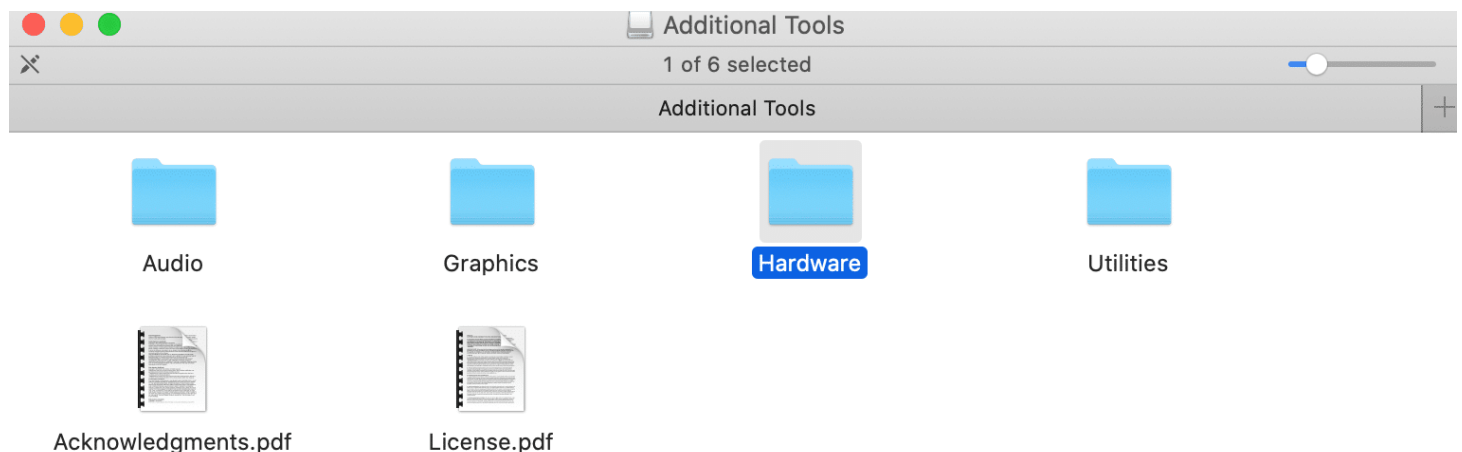 Additional Tools
1 of 6 selected
Additional Tools
Audio
Graphics
Hardware
Utilities
Acknowledgments.pdf
License.pdf